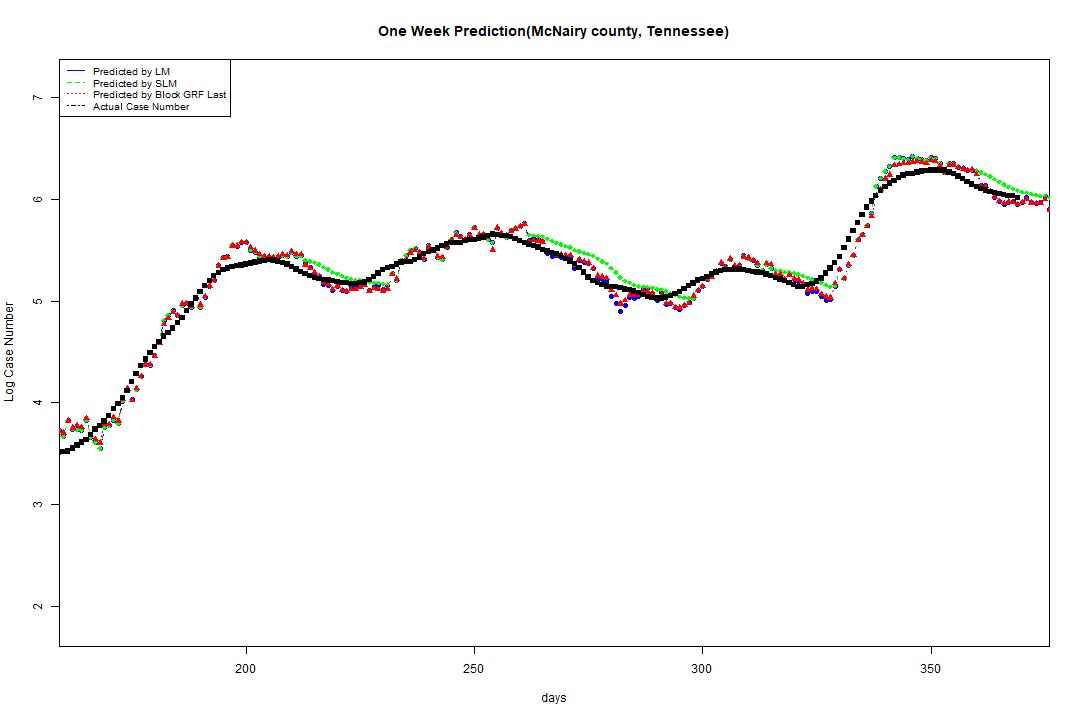 One Week Prediction(McNairy county, Tennessee)
Predicted by LM
Predicted by SLM
Predicted by Block GRF Last
Actual Case Number
7
6
5
4
3
2
Log Case Number
200 250 300 350
days